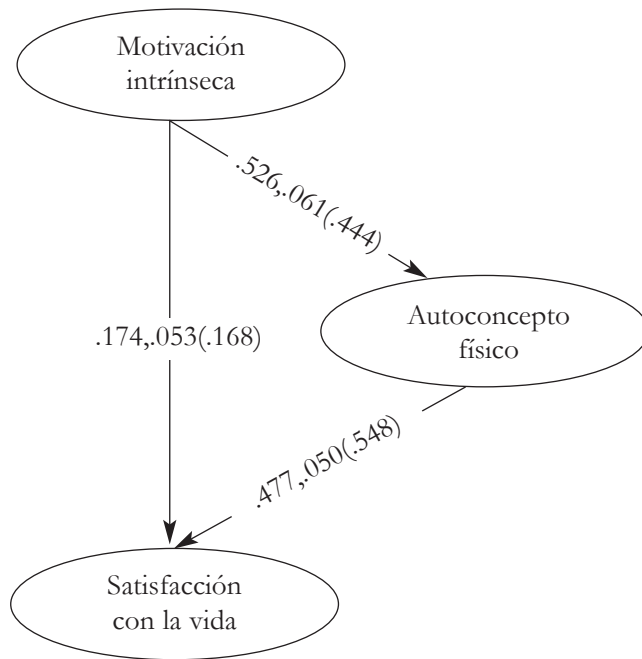 Motivación
intrínseca
.526,.061(.444)
.174,.053(.168)
Autoconcepto
físico
.477,.050(.548)
Satisfacción
con la vida